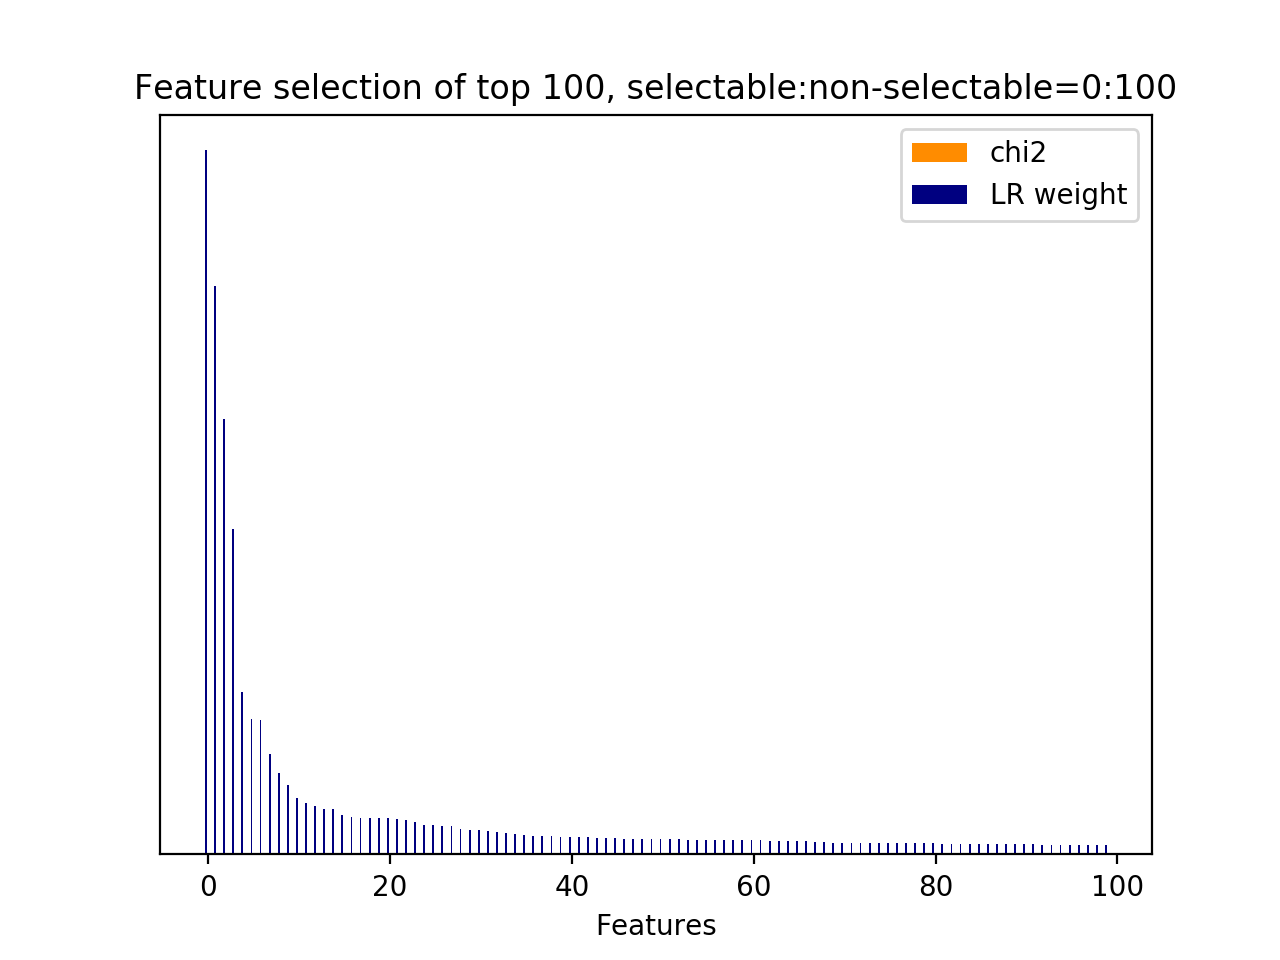 Feature selection of top 100, selectable:non-selectable=0:100
chi2
LR weight
0 20 40 60 80 100
Features